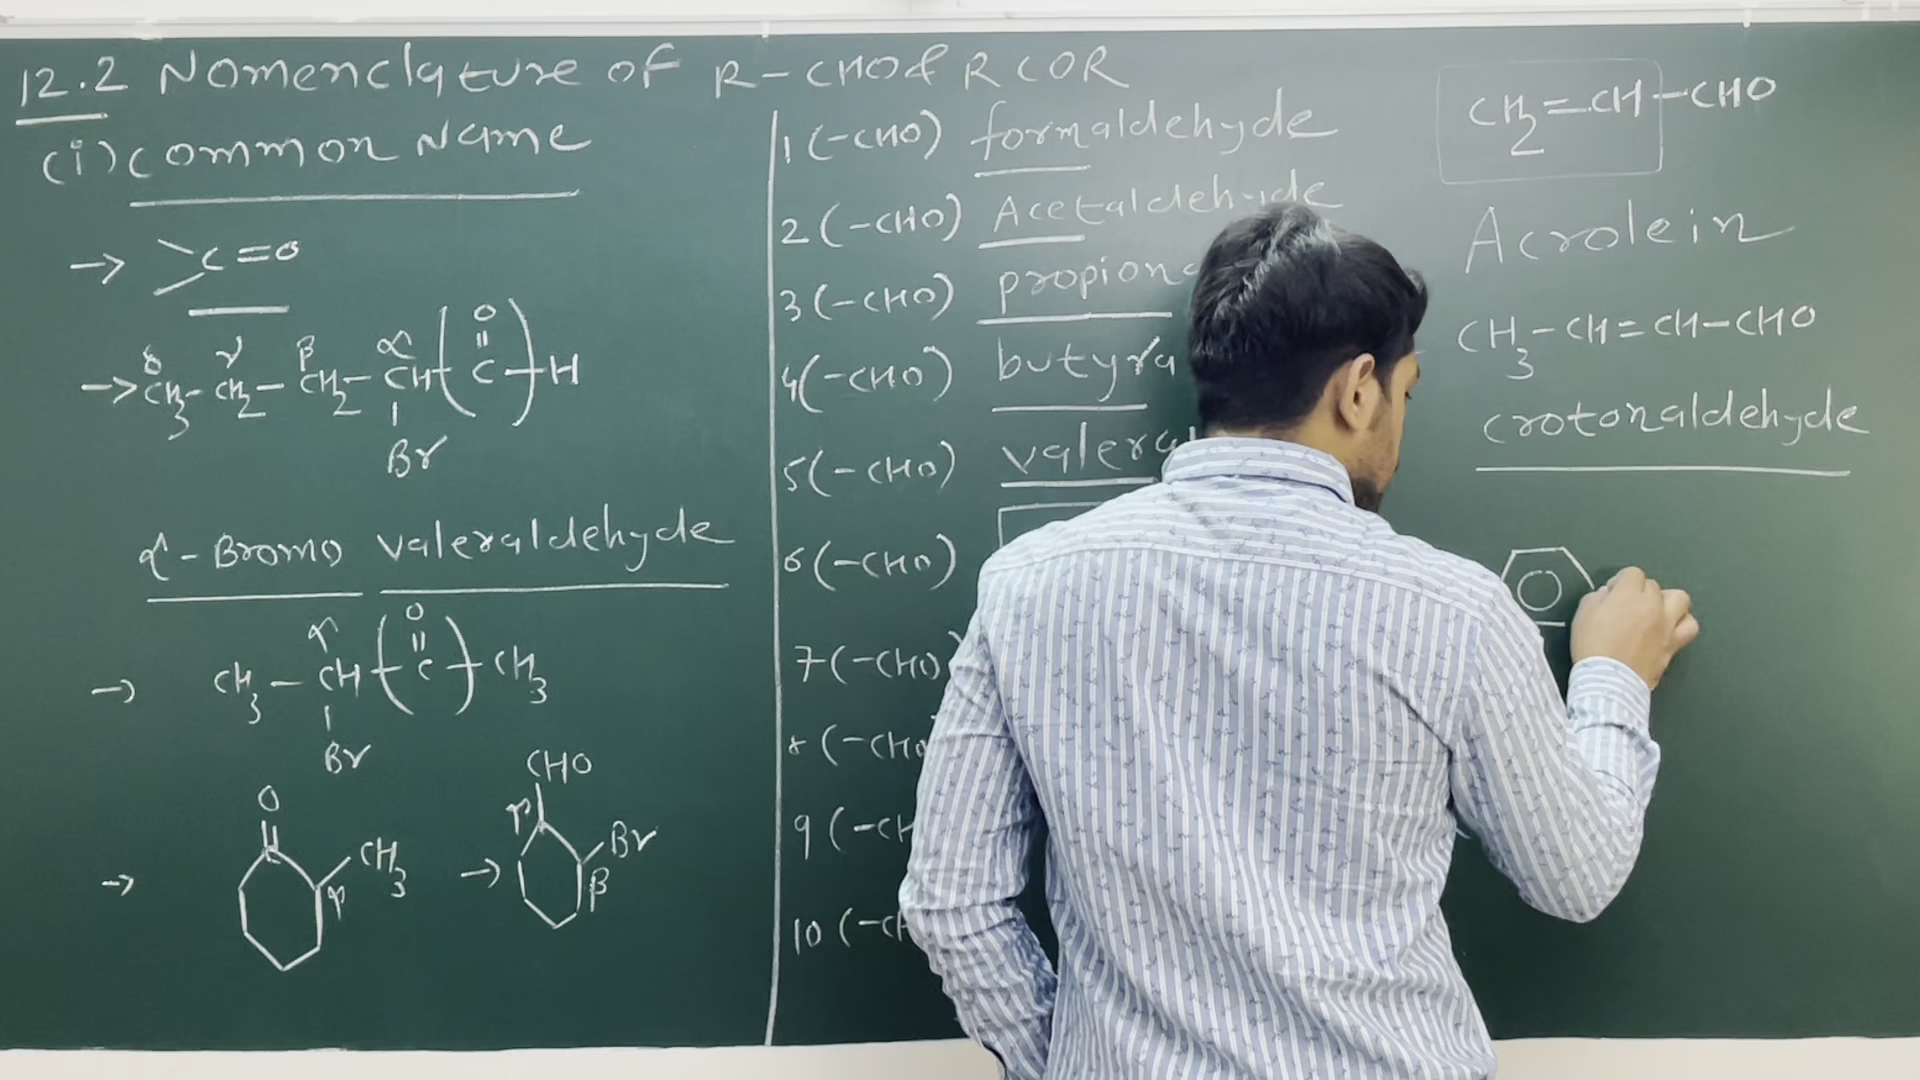 12.2 Nomenclature of R-CHO & RCOR
(i) Common Name
→ >C=O
δ γ β α O
→ CH3-CH2-CH2-CH-(C)-H
Br
α-Bromo valeraldehyde
α O
→ CH3-CH-(C)-CH3
Br
O
→ CH3
α
CHO
→ α Br
β
1(-CHO) formaldehyde
2(-CHO) Acetaldehyde
3(-CHO) propion
4(-CHO) butyra
5(-CHO) valera
6(-CHO)
7(-CHO)
8(-CHO
9(-CH
10(-CH
CH2=CH-CHO
Acrolein
CH3-CH=CH-CHO
crotonaldehyde